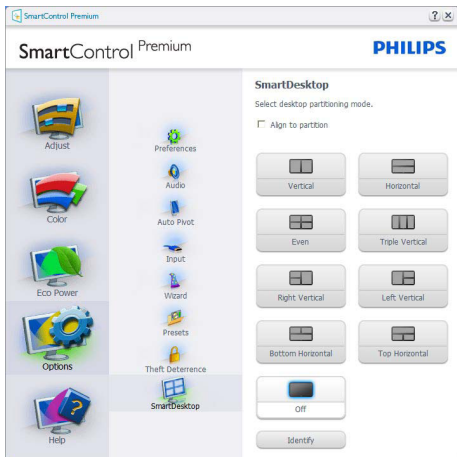 SmartControl Premium
? ×
SmartControl Premium
PHILIPS
Adjust
Color
Eco Power
Options
Help
Preferences
Audio
Auto Pivot
Input
Wizard
Presets
Theft Deterrence
SmartDesktop
SmartDesktop
Select desktop partitioning mode.
Align to partition
Vertical
Horizontal
Even
Triple Vertical
Right Vertical
Left Vertical
Bottom Horizontal
Top Horizontal
Off
Identify